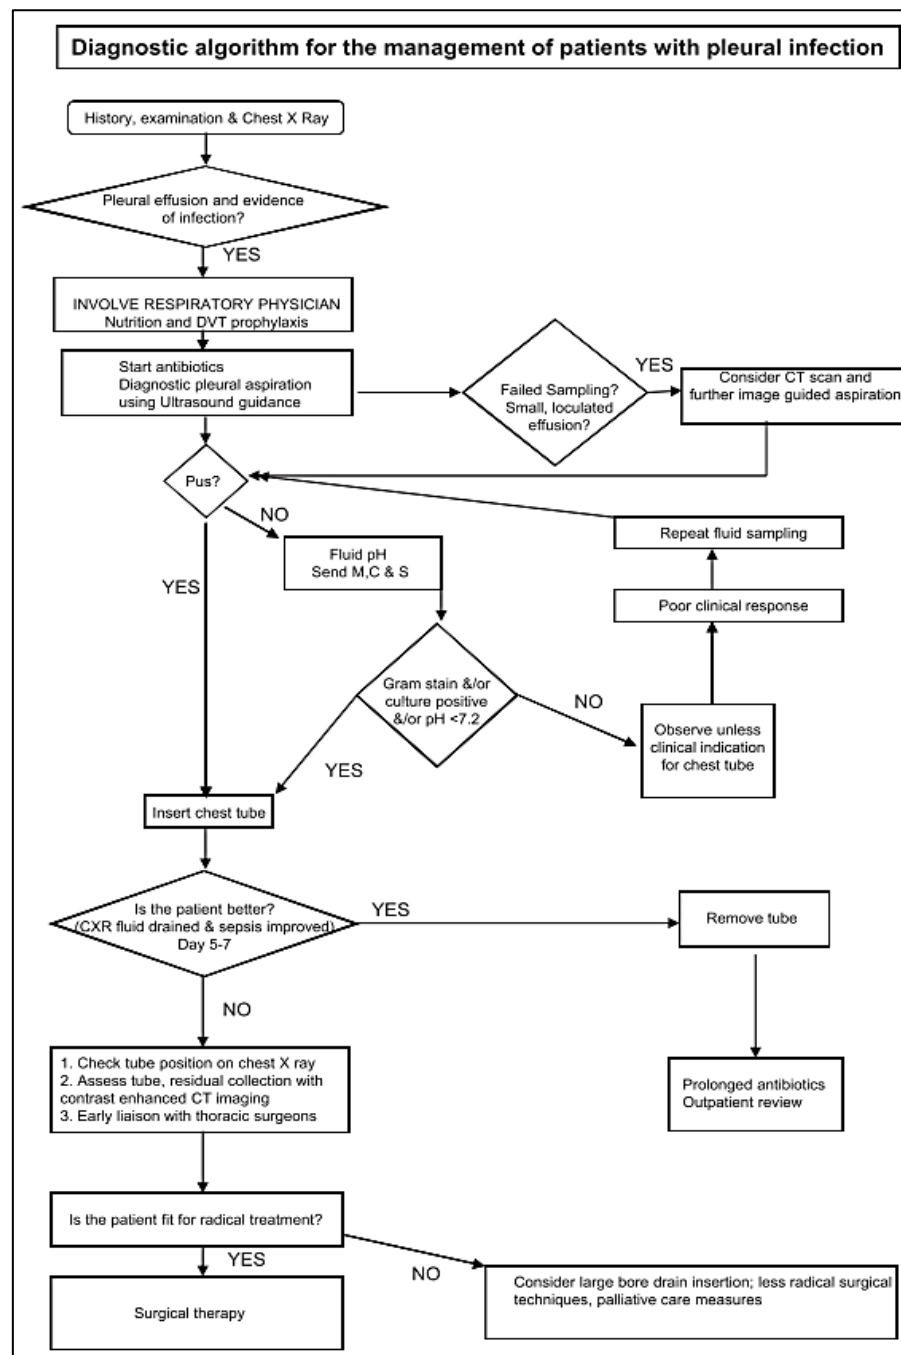 Diagnostic algorithm for the management of patients with pleural infection
History, examination & Chest X Ray
Pleural effusion and evidence
of infection?
YES
INVOLVE RESPIRATORY PHYSICIAN
Nutrition and DVT prophylaxis
Start antibiotics
Diagnostic pleural aspiration
using Ultrasound guidance
Failed Sampling?
Small, loculated
effusion?
YES
Consider CT scan and
further image guided aspiration
Pus?
NO
YES
Fluid pH
Send M,C & S
Repeat fluid sampling
Poor clinical response
Gram stain &/or
culture positive
&/or pH <7.2
NO
Observe unless
clinical indication
for chest tube
YES
Insert chest tube
Is the patient better?
(CXR fluid drained & sepsis improved)
Day 5-7
YES
Remove tube
NO
1. Check tube position on chest X ray
2. Assess tube, residual collection with
contrast enhanced CT imaging
3. Early liaison with thoracic surgeons
Prolonged antibiotics
Outpatient review
Is the patient fit for radical treatment?
YES
NO
Surgical therapy
Consider large bore drain insertion; less radical surgical
techniques, palliative care measures